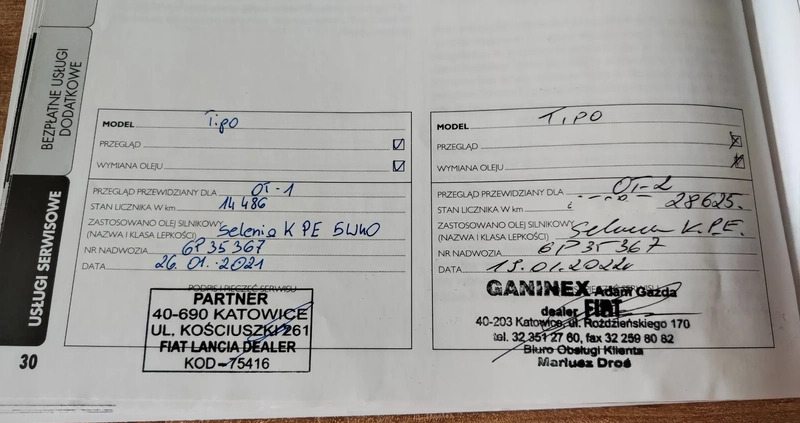 BEZPŁATNE USŁUGI
DODATKOWE
USŁUGI SERWISOWE
30
MODEL Tipo
PRZEGLĄD
WYMIANA OLEJU
PRZEGLĄD PRZEWIDZIANY DLA OT-1
STAN LICZNIKA W km 14 486
ZASTOSOWANO OLEJ SILNIKOWY
(NAZWA I KLASA LEPKOŚCI) Selenia K PE 5W40
NR NADWOZIA 6P35367
DATA 26.01.2021
PODPIS I PIECZĘĆ SERWISU
PARTNER
40-690 KATOWICE
UL. KOŚCIUSZKI 261
FIAT LANCIA DEALER
KOD -75416
MODEL TIPO
PRZEGLĄD
WYMIANA OLEJU
PRZEGLĄD PRZEWIDZIANY DLA OT-2
STAN LICZNIKA W km 28625.
ZASTOSOWANO OLEJ SILNIKOWY
(NAZWA I KLASA LEPKOŚCI) Selenia K.P.E.
NR NADWOZIA 6P35367
DATA 19.01.2022
SERWISU
GANINEX Adam Gazda
dealer FIAT
40-203 Katowice, ul. Roździeńskiego 170
tel. 32 351 27 60, fax 32 259 80 82
Biuro Obsługi Klienta
Mariusz Droś